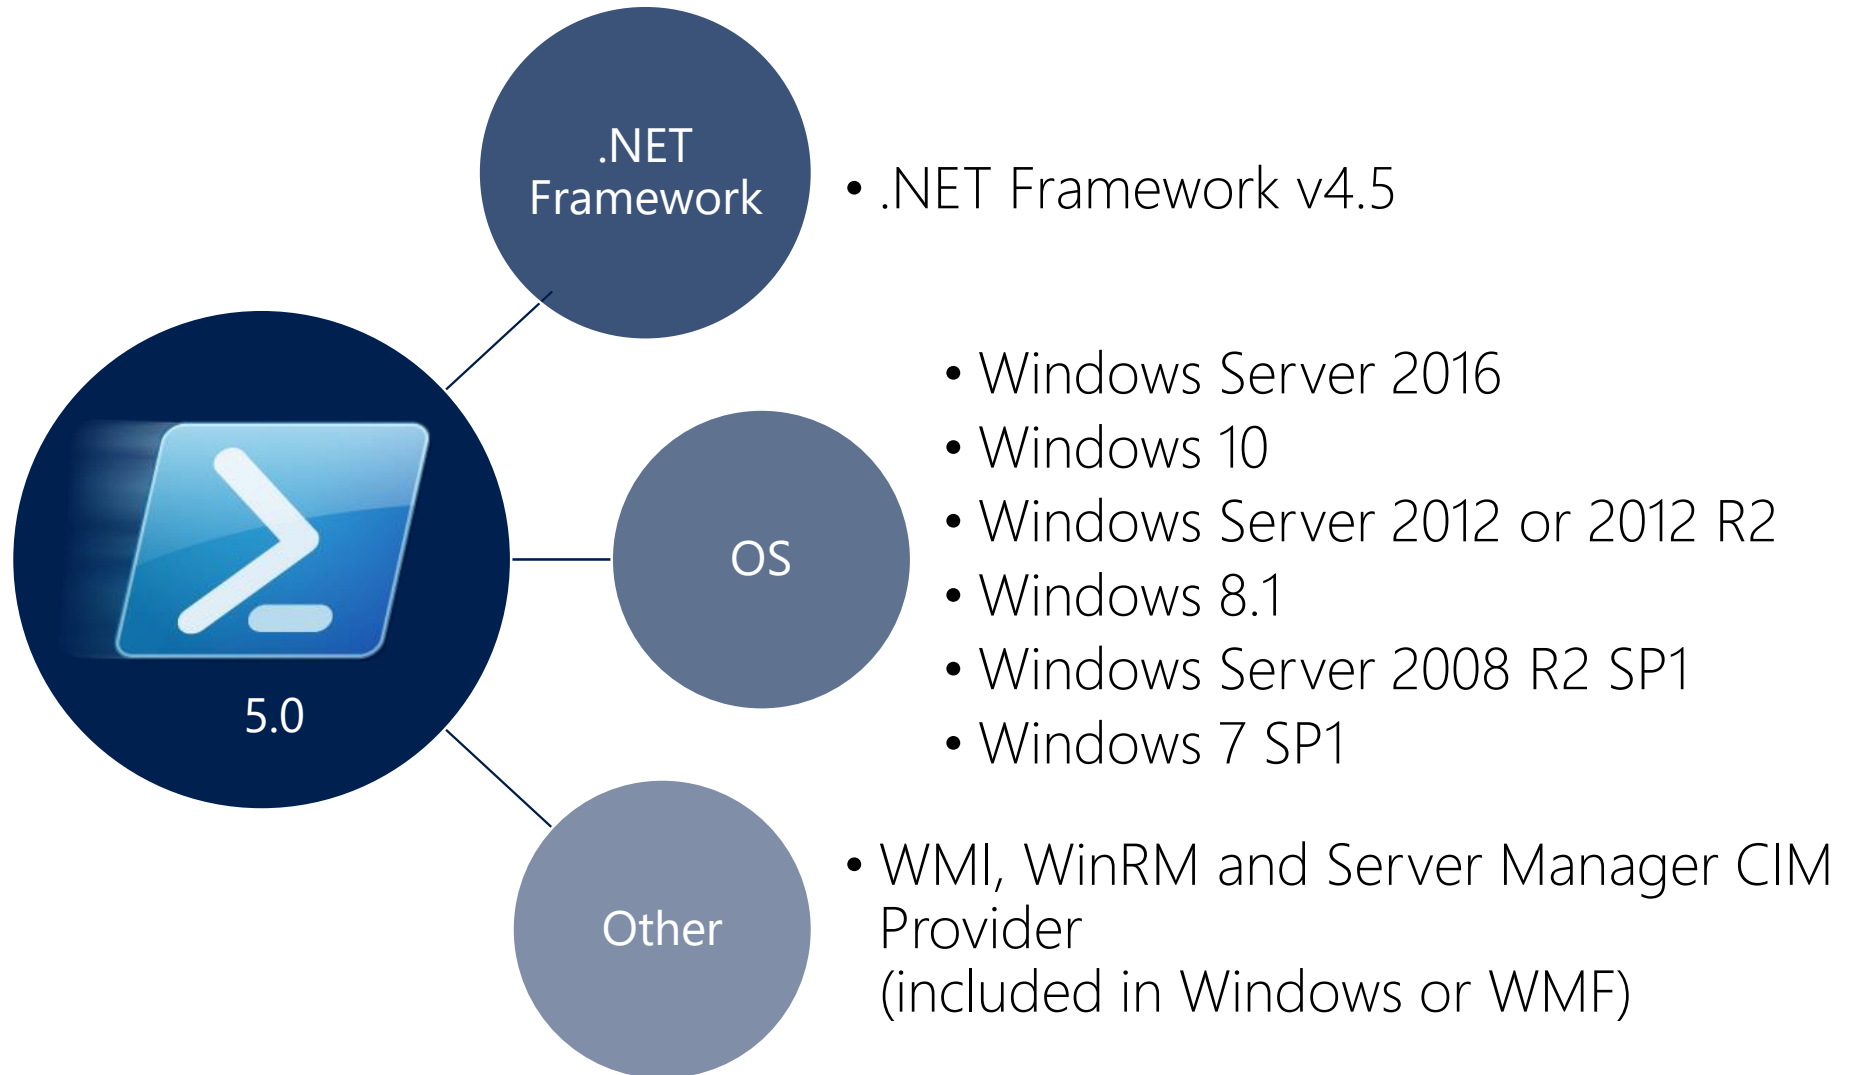 .NET
Framework
• .NET Framework v4.5
5.0
OS
• Windows Server 2016
• Windows 10
• Windows Server 2012 or 2012 R2
• Windows 8.1
• Windows Server 2008 R2 SP1
• Windows 7 SP1
Other
• WMI, WinRM and Server Manager CIM
Provider
(included in Windows or WMF)